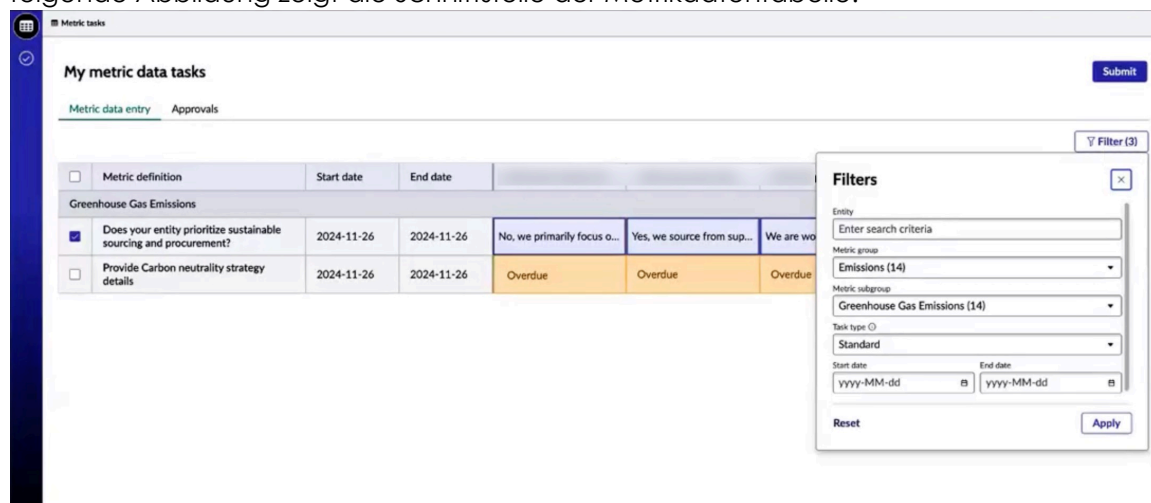 folgende Abbildung zeigt die Schnittstelle der Metrikdatentabelle.
Metric tasks
My metric data tasks
Submit
Metric data entry Approvals
Filter (3)
Metric definition Start date End date
Greenhouse Gas Emissions
Does your entity prioritize sustainable
sourcing and procurement?
2024-11-26 2024-11-26 No, we primarily focus o... Yes, we source from sup... We are wo
Provide Carbon neutrality strategy
details
2024-11-26 2024-11-26 Overdue Overdue Overdue
Filters
Entity
Enter search criteria
Metric group
Emissions (14)
Metric subgroup
Greenhouse Gas Emissions (14)
Task type
Standard
Start date End date
yyyy-MM-dd yyyy-MM-dd
Reset Apply